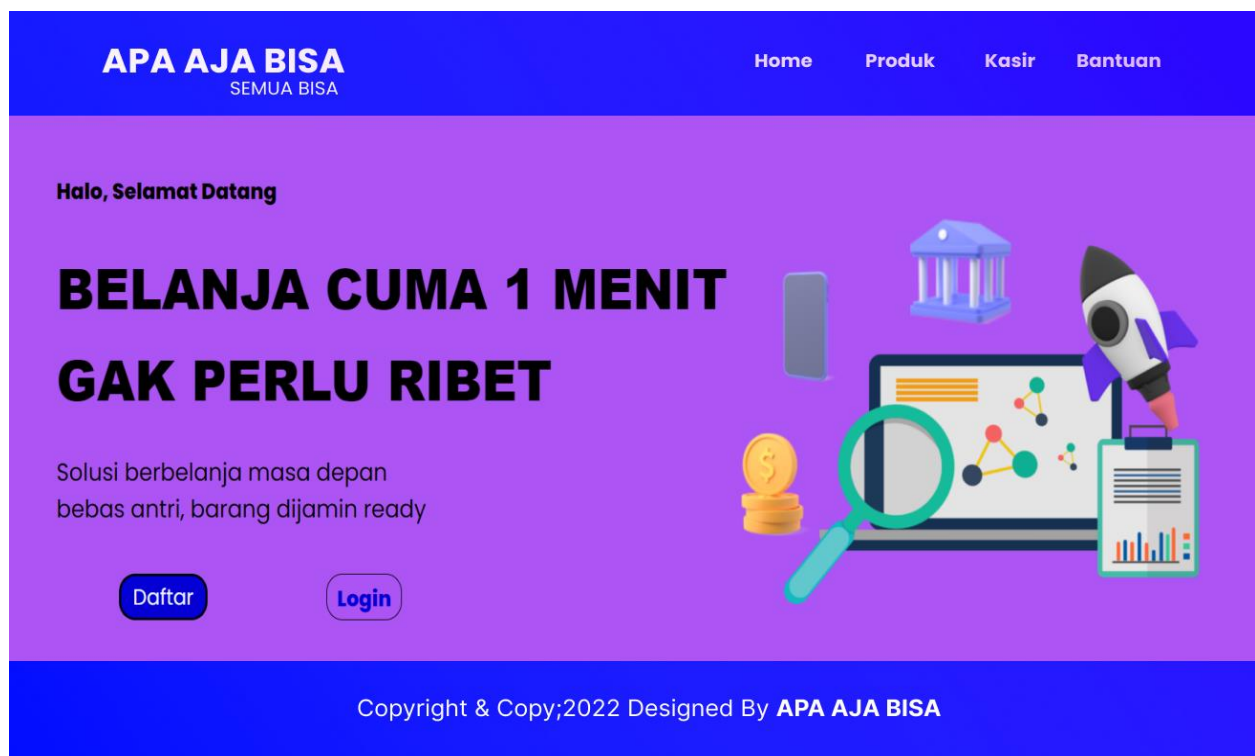 APA AJA BISA
SEMUA BISA
Home Produk Kasir Bantuan
Halo, Selamat Datang
BELANJA CUMA 1 MENIT
GAK PERLU RIBET
Solusi berbelanja masa depan
bebas antri, barang dijamin ready
Daftar Login
Copyright & Copy;2022 Designed By APA AJA BISA